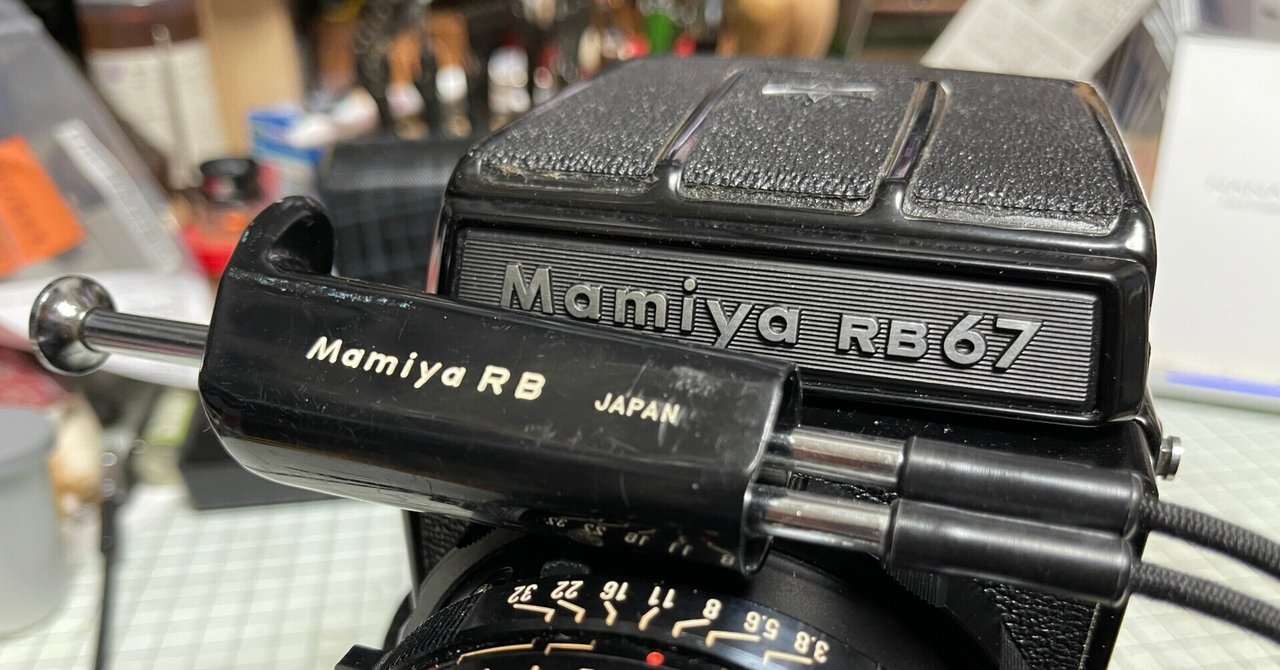 Mamiya RB67
Mamiya RB JAPAN
32 22 16 11 8 5.6 3.8